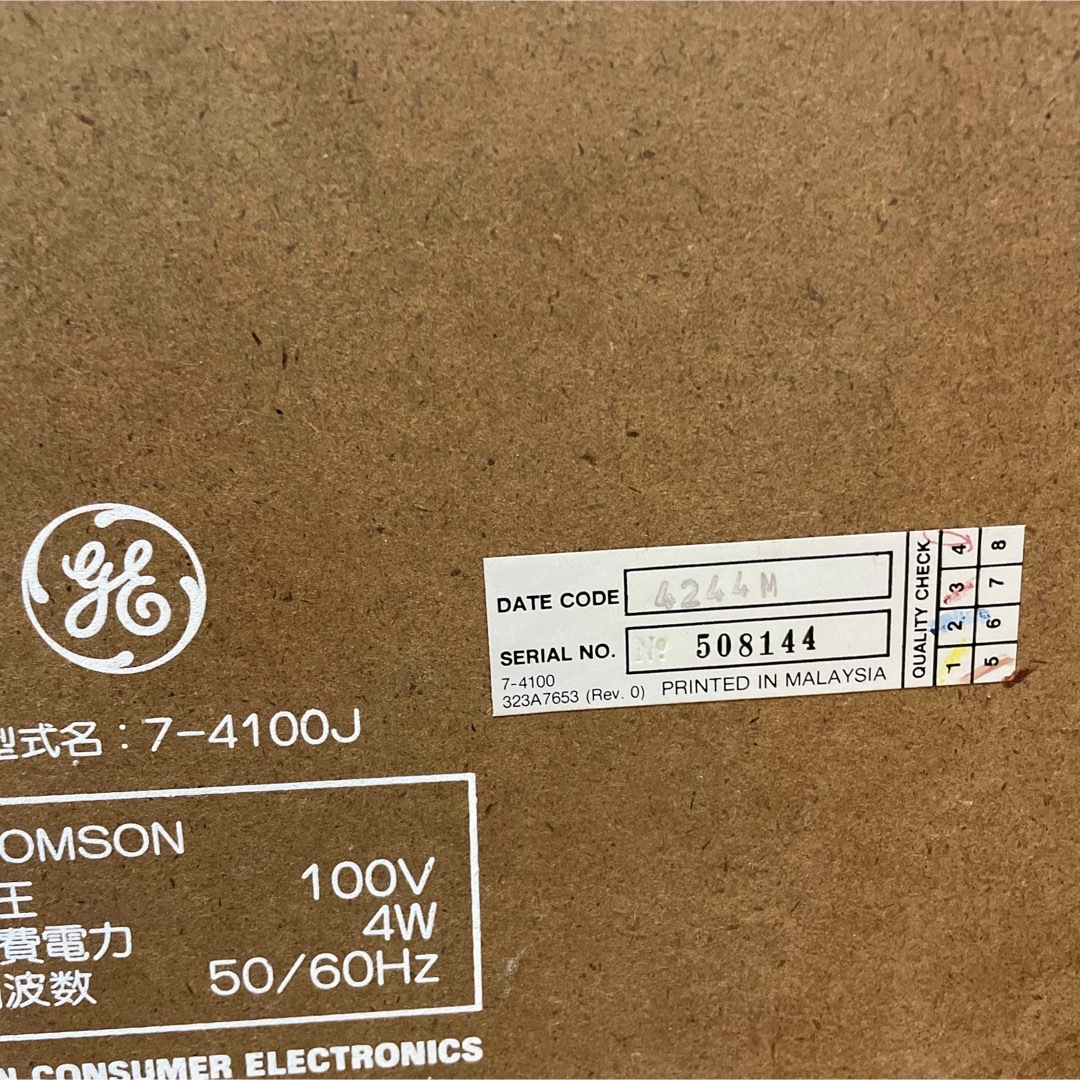 GE
型式名：7-4100J
OMSON
100V
費電力 4W
波数 50/60Hz
CONSUMER ELECTRONICS
DATE CODE 4244M
SERIAL NO. Nº 508144
7-4100
323A7653 (Rev. 0) PRINTED IN MALAYSIA
QUALITY CHECK
1 2 3 4
5 6 7 8